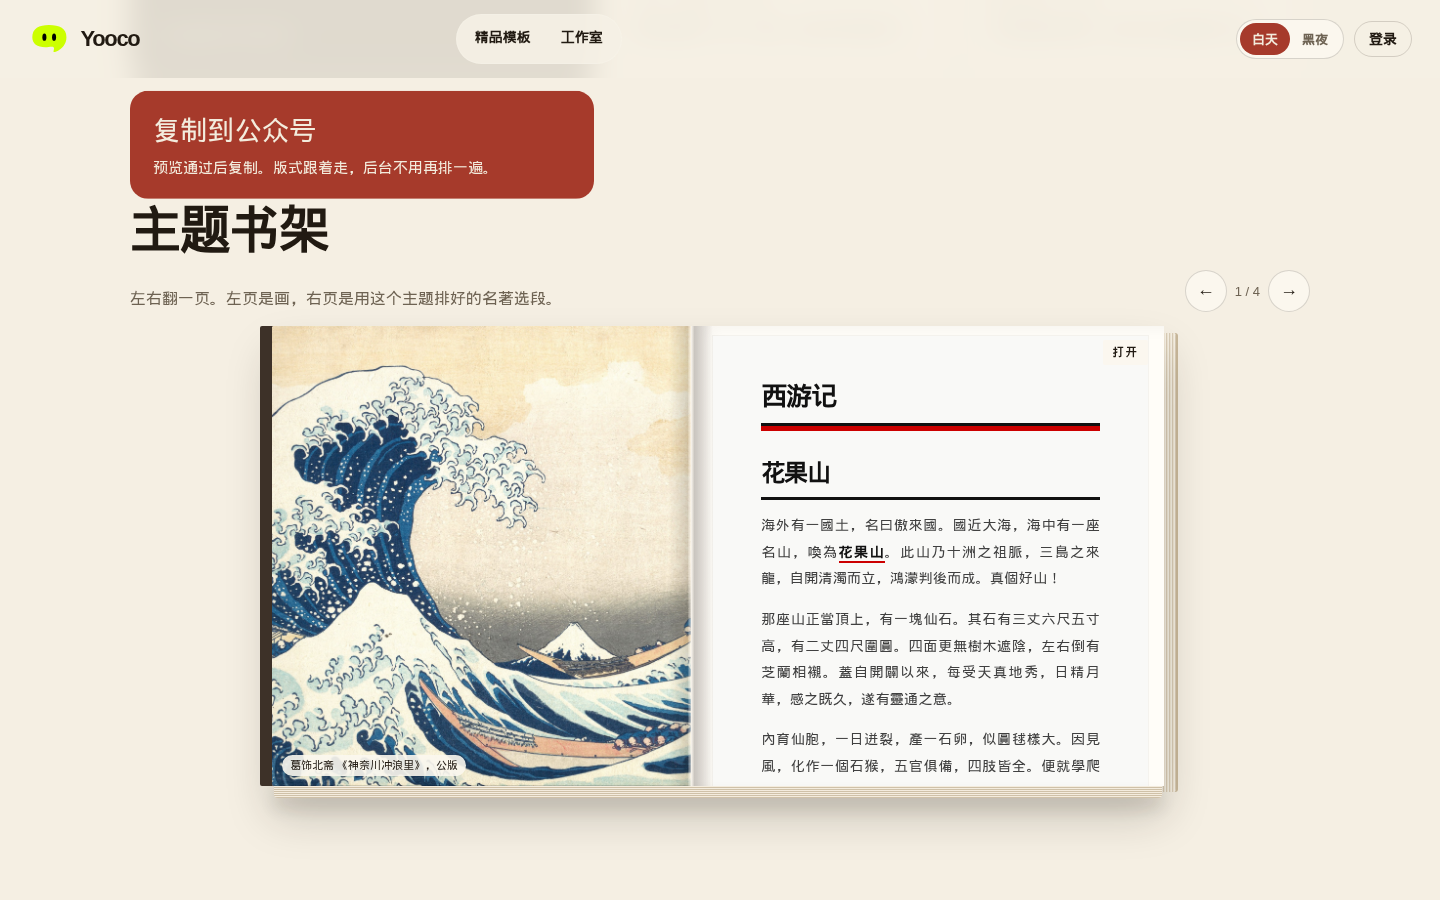 Yooco
精品模板
工作室
白天
黑夜
登录
复制到公众号
预览通过后复制。版式跟着走，后台不用再排一遍。
主题书架
左右翻一页。左页是画，右页是用这个主题排好的名著选段。
←
1 / 4
→
打开
西游记
花果山
海外有一國土，名曰傲來國。國近大海，海中有一座
名山，喚為花果山。此山乃十洲之祖脈，三島之來
龍，自開清濁而立，鴻濛判後而成。真個好山！
那座山正當頂上，有一塊仙石。其石有三丈六尺五寸
高，有二丈四尺圍圓。四面更無樹木遮陰，左右倒有
芝蘭相襯。蓋自開闢以來，每受天真地秀，日精月
華，感之既久，遂有靈通之意。
內育仙胞，一日迸裂，產一石卵，似圓毬樣大。因見
風，化作一個石猴，五官俱備，四肢皆全。便就學爬
葛饰北斋《神奈川冲浪里》，公版